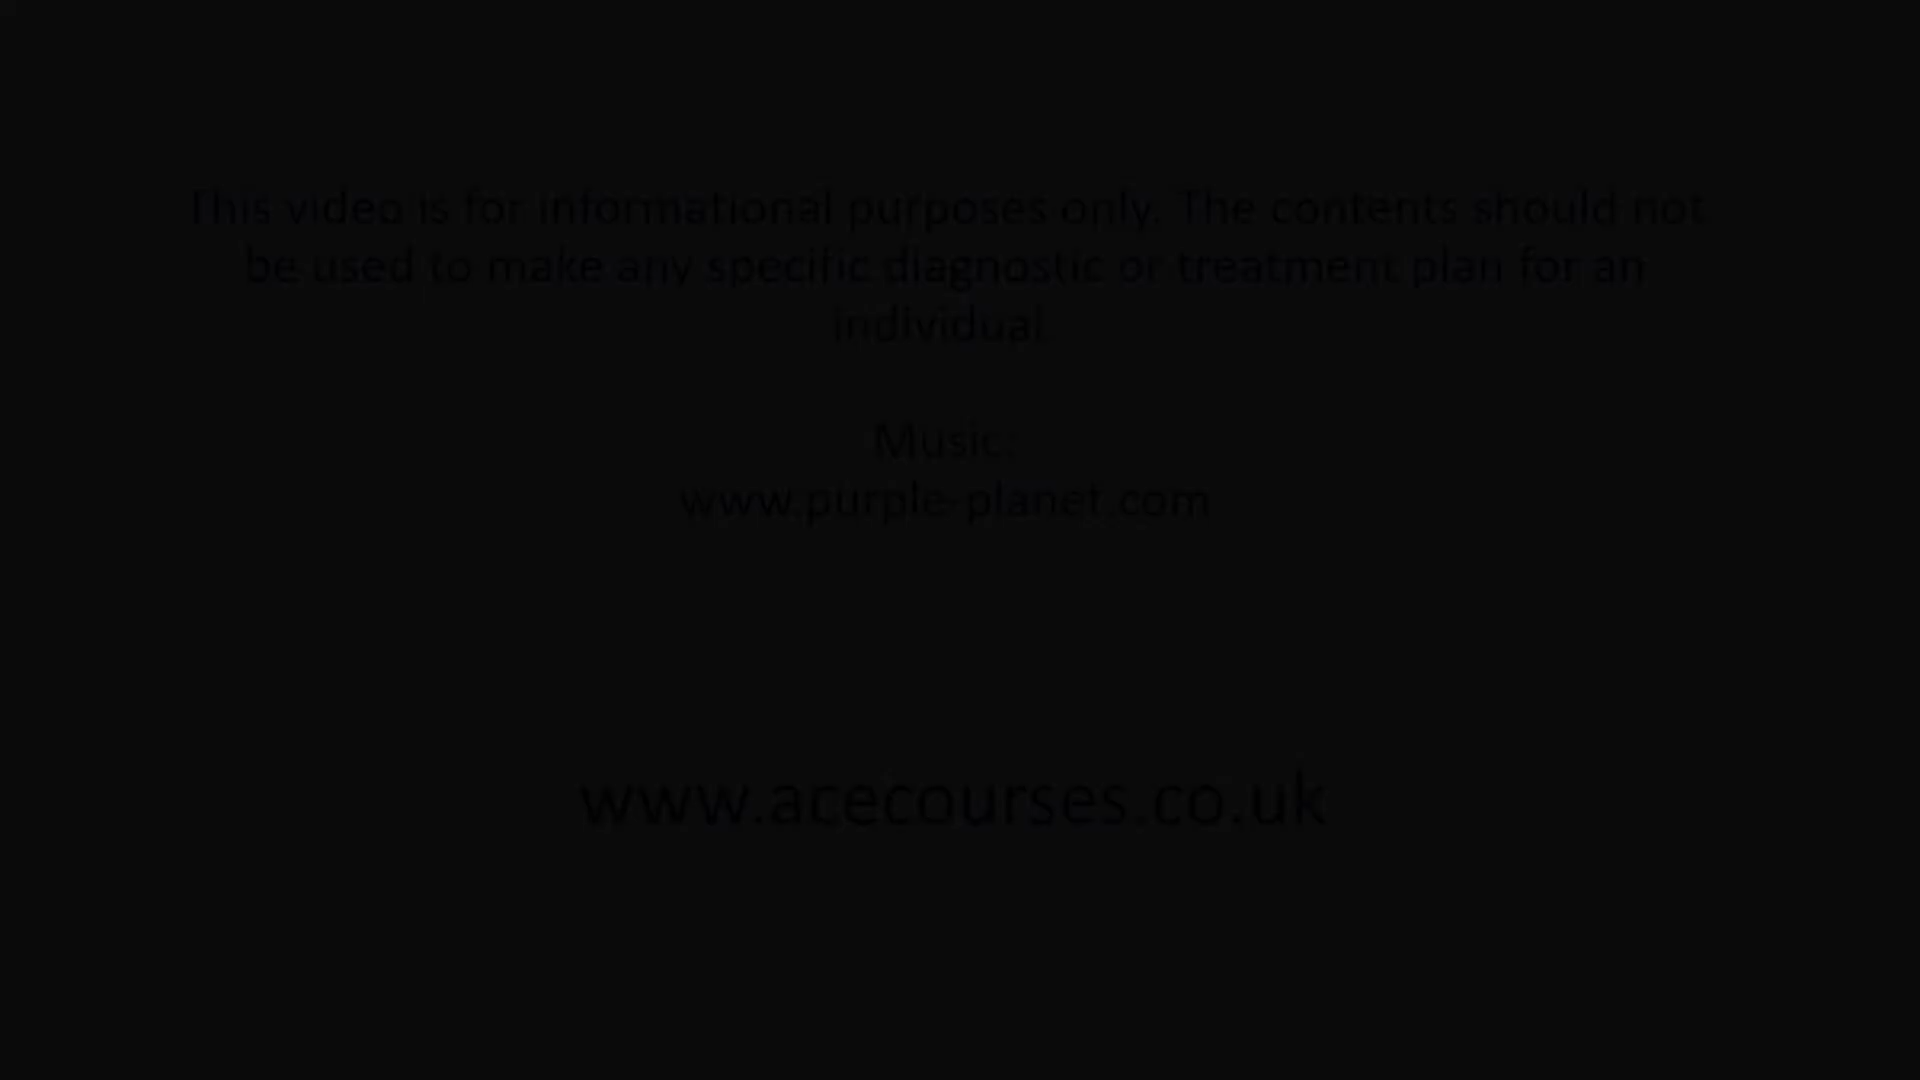 This video is for informational purposes only. The contents should not
be used to make any specific diagnostic or treatment plan for an
individual.
Music:
www.purple-planet.com
www.acecourses.co.uk